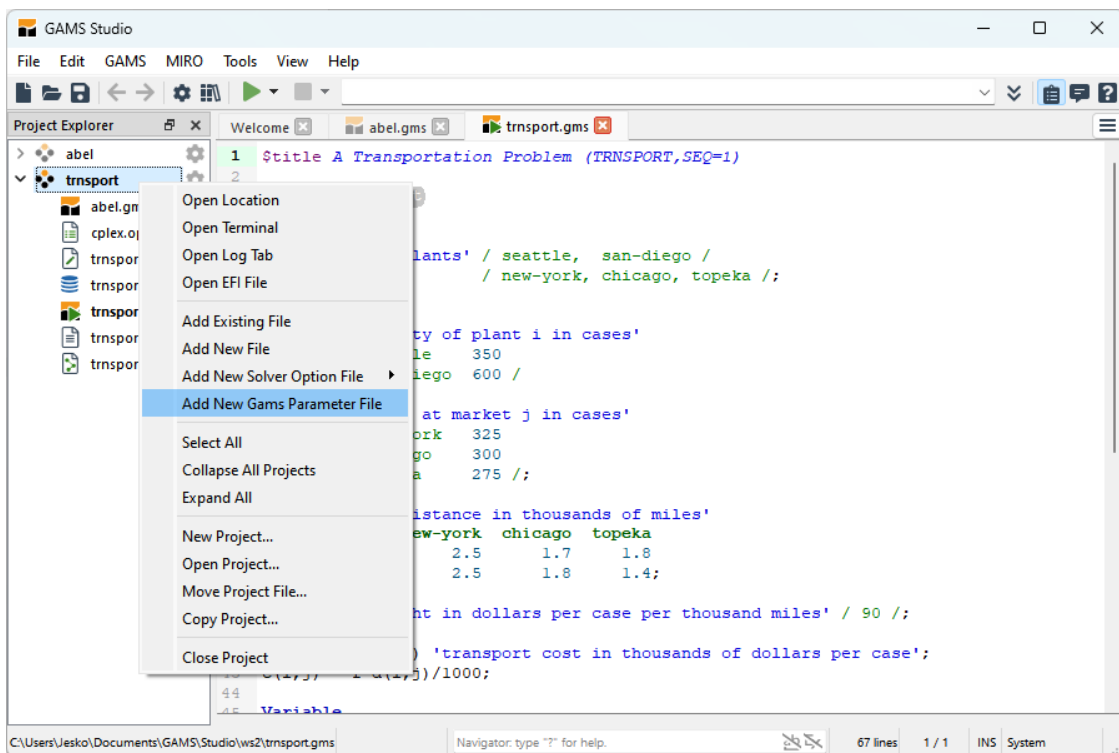 GAMS Studio
File Edit GAMS MIRO Tools View Help
Project Explorer
Welcome abel.gms trnsport.gms
abel
trnsport
abel.gm
cplex.op
trnspor
trnspor
trnspor
trnspor
trnspor
Open Location
Open Terminal
Open Log Tab
Open EFI File
Add Existing File
Add New File
Add New Solver Option File
Add New Gams Parameter File
Select All
Collapse All Projects
Expand All
New Project...
Open Project...
Move Project File...
Copy Project...
Close Project
1 $title A Transportation Problem (TRNSPORT,SEQ=1)
2
lants' / seattle, san-diego /
/ new-york, chicago, topeka /;
ty of plant i in cases'
le 350
iego 600 /
at market j in cases'
ork 325
go 300
a 275 /;
istance in thousands of miles'
ew-york chicago topeka
2.5 1.7 1.8
2.5 1.8 1.4;
ht in dollars per case per thousand miles' / 90 /;
) 'transport cost in thousands of dollars per case';
/1000;
44
45 Variable
C:\Users\Jesko\Documents\GAMS\Studio\ws2\trnsport.gms
Navigator: type "?" for help.
67 lines 1 / 1 INS System